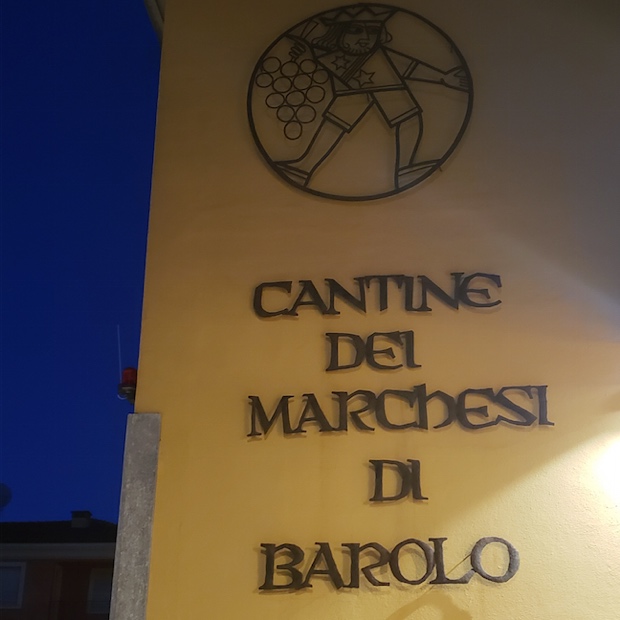 CANTINE
DEI
MARCHESI
DI
BAROLO